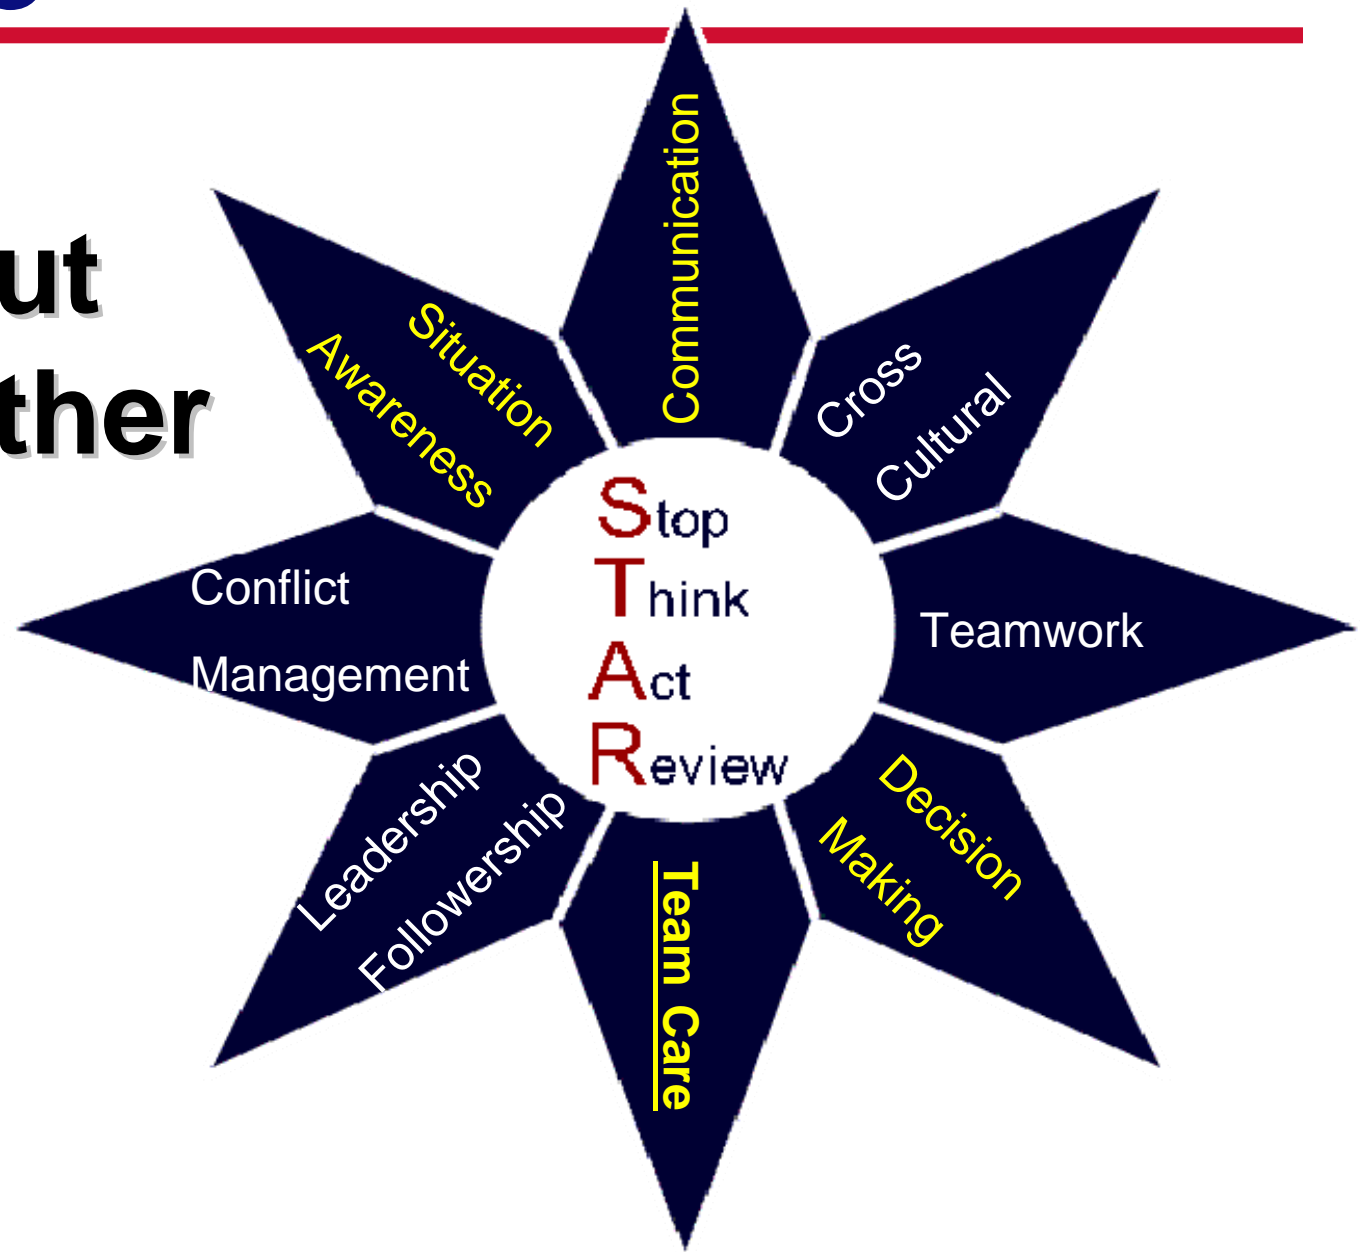 ut
ther
Communication
Situation
Awareness
Cross
Cultural
Conflict
Management
Stop
Think
Act
Review
Teamwork
Leadership
Followership
Team Care
Decision
Making